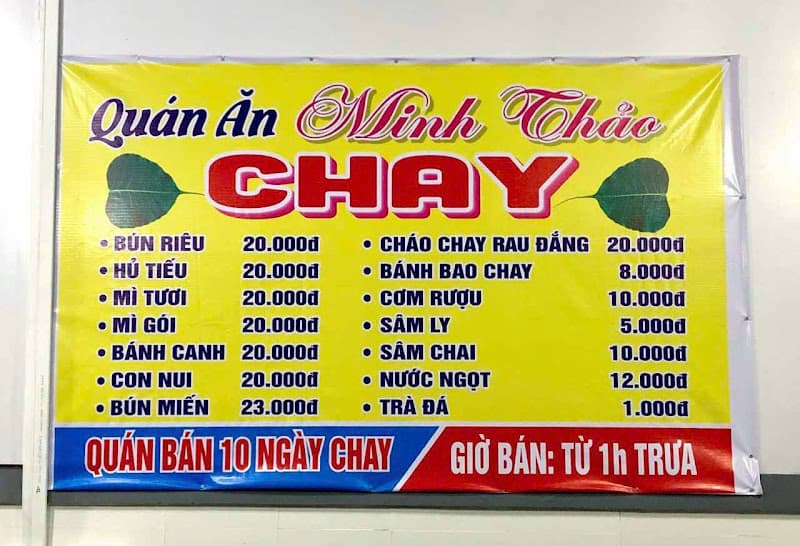 Quán Ăn Minh Thảo
CHAY
• BÚN RIÊU 20.000đ
• HỦ TIẾU 20.000đ
• MÌ TƯƠI 20.000đ
• MÌ GÓI 20.000đ
• BÁNH CANH 20.000đ
• CON NUI 20.000đ
• BÚN MIẾN 23.000đ
• CHÁO CHAY RAU ĐẮNG 20.000đ
• BÁNH BAO CHAY 8.000đ
• CƠM RƯỢU 10.000đ
• SÂM LY 5.000đ
• SÂM CHAI 10.000đ
• NƯỚC NGỌT 12.000đ
• TRÀ ĐÁ 1.000đ
QUÁN BÁN 10 NGÀY CHAY
GIỜ BÁN: TỪ 1h TRƯA